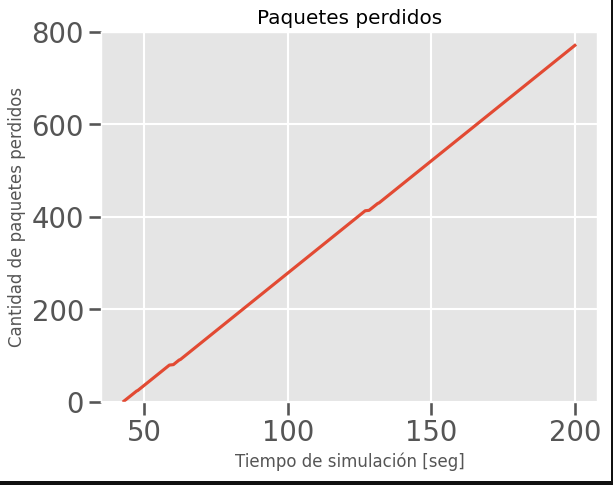 Paquetes perdidos
Cantidad de paquetes perdidos
800
600
400
200
0
50 100 150 200
Tiempo de simulación [seg]